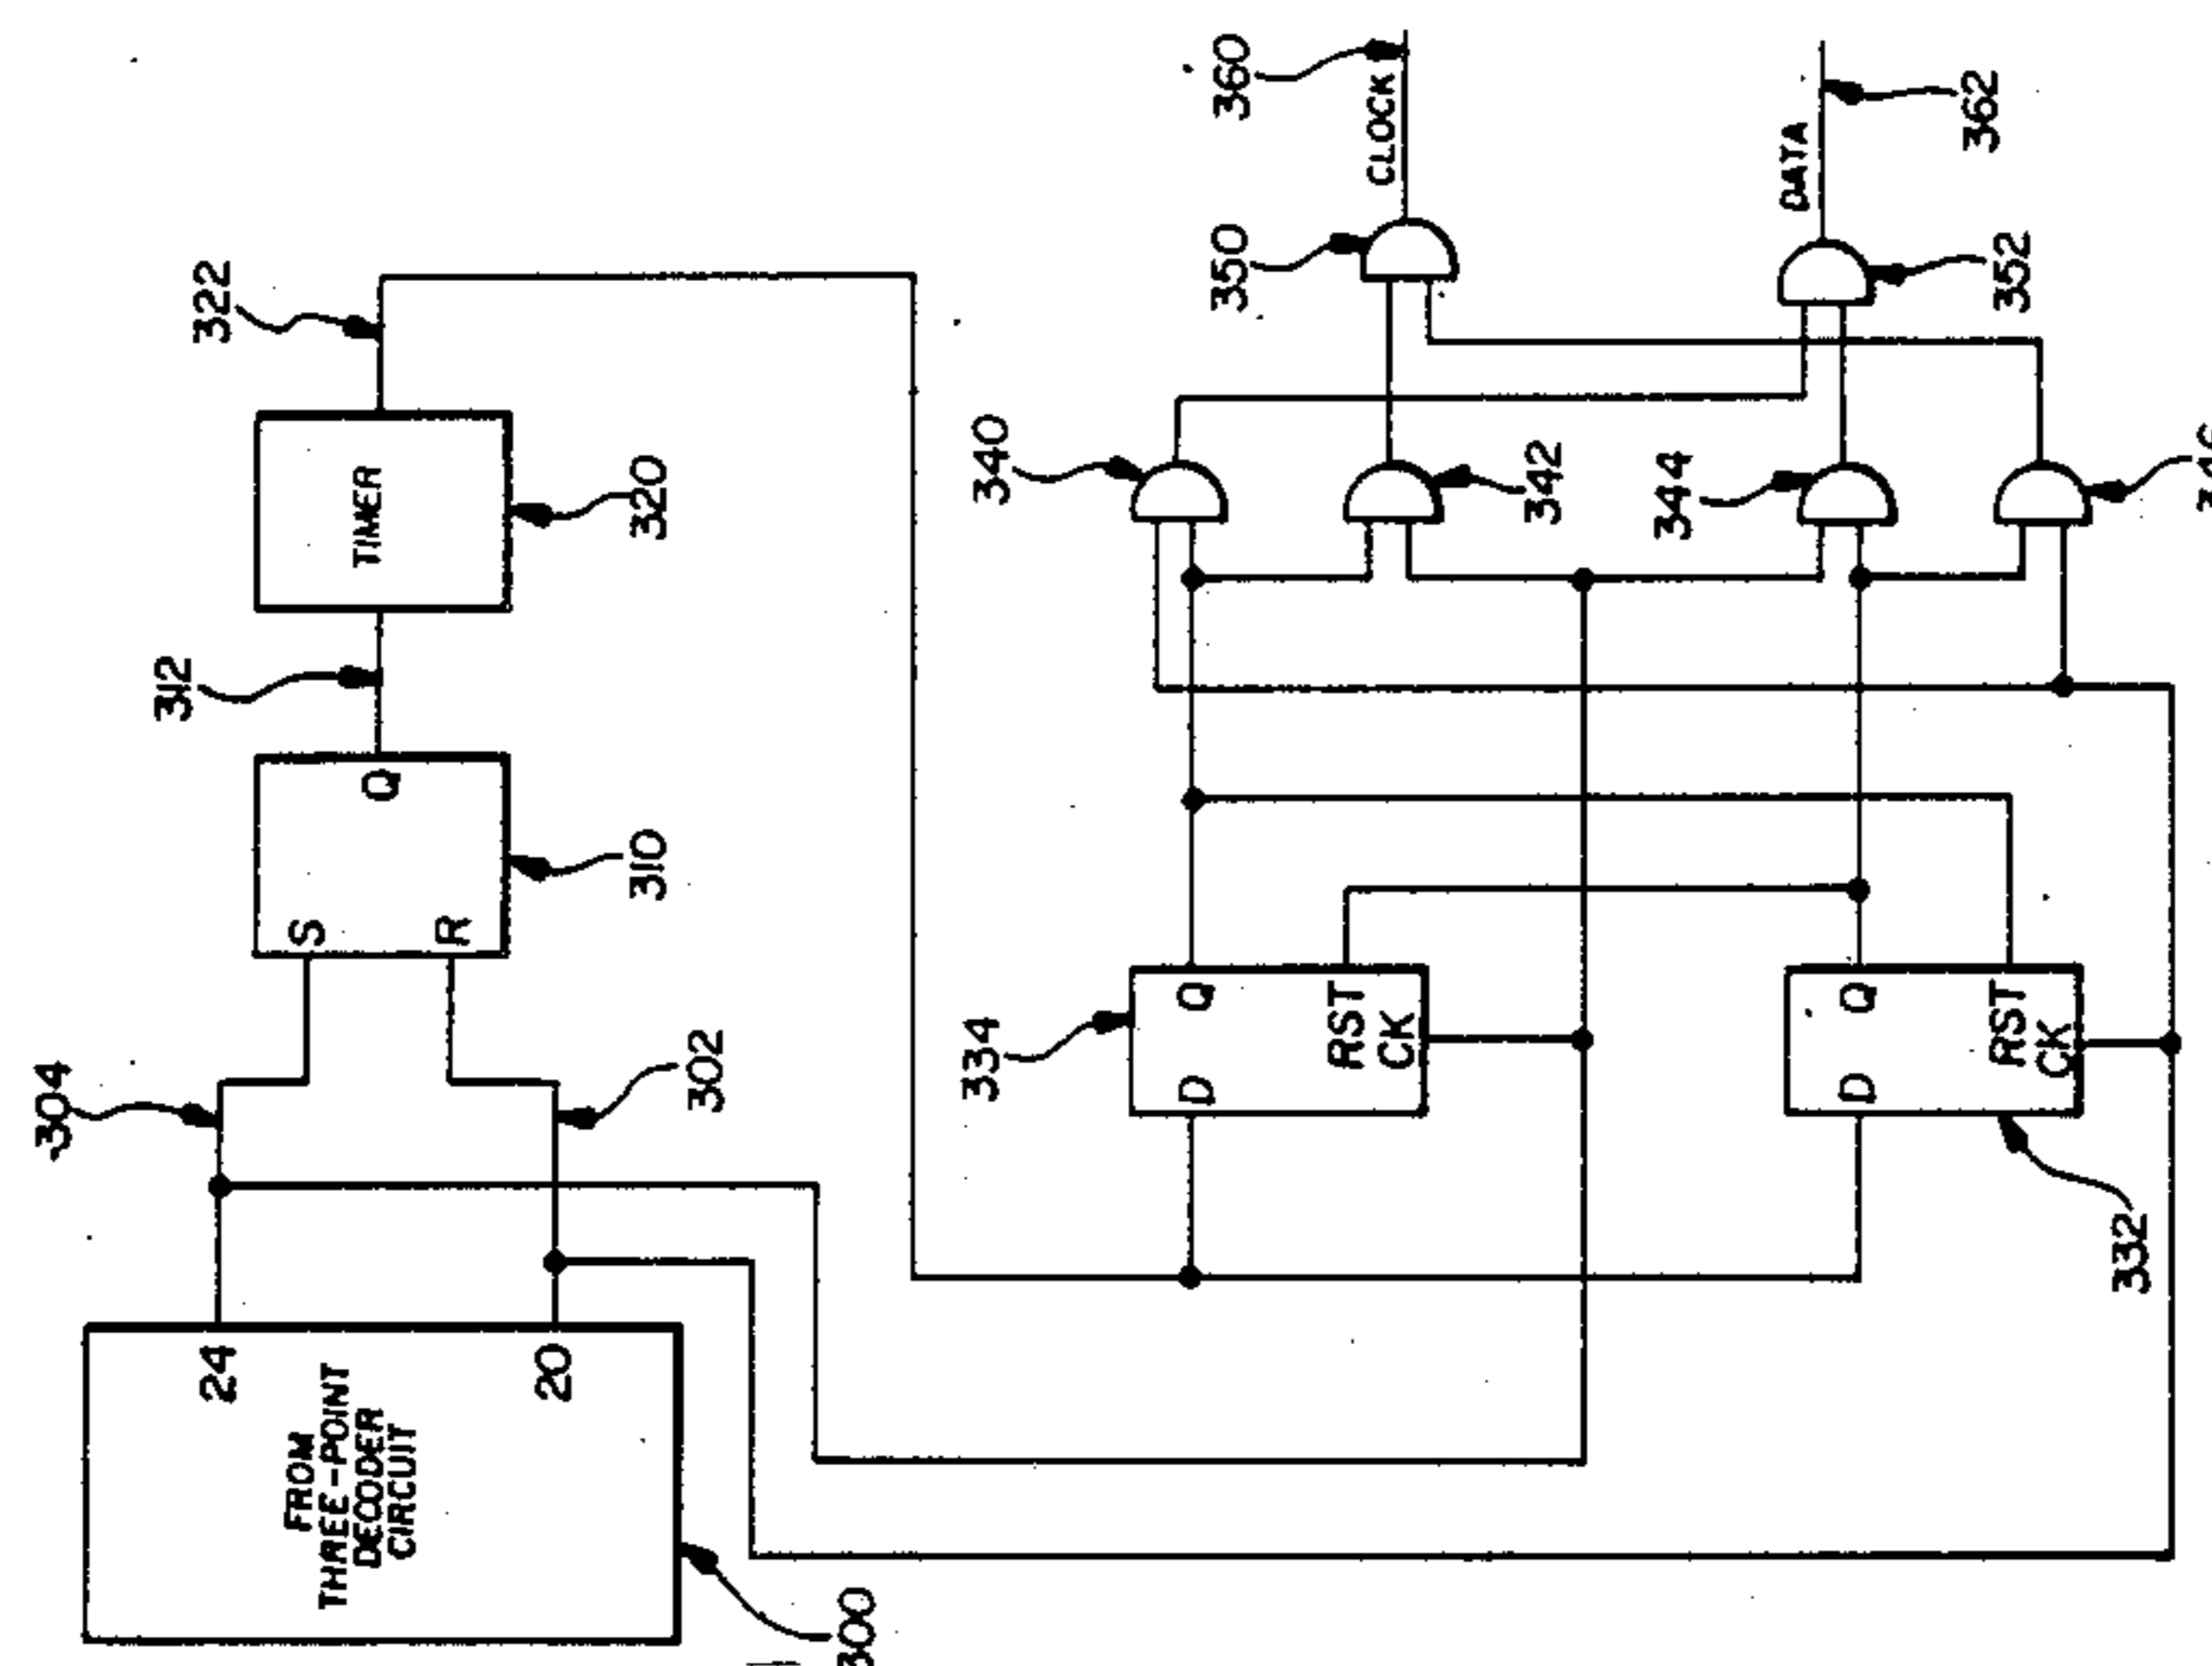 FROM
THREE-POINT
DECODER
CIRCUIT
24
20
300
304
302
S
R
Q
310
312
TIMER
320
322
334
D
Q
RST
CK
332
D
Q
RST
CK
340
342
344
350
352
CLOCK
360
DATA
362